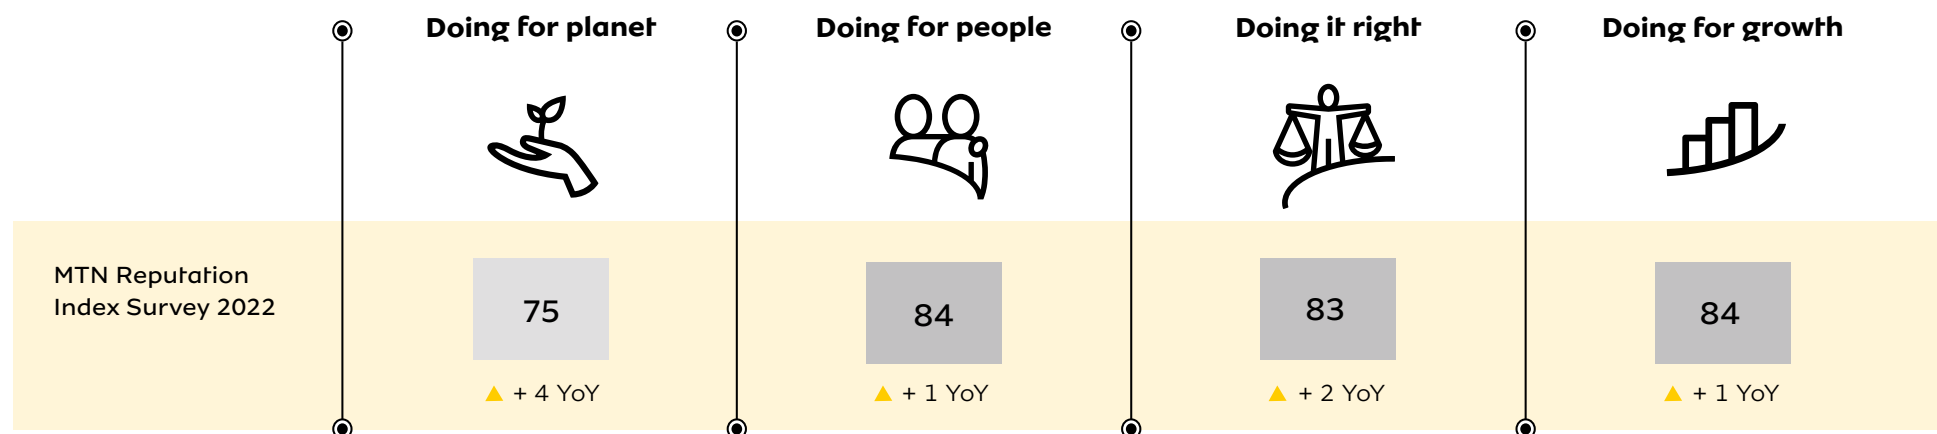 Doing for planet
Doing for people
Doing it right
Doing for growth
MTN Reputation
Index Survey 2022
75
84
83
84
+ 4 YoY
+ 1 YoY
+ 2 YoY
+ 1 YoY